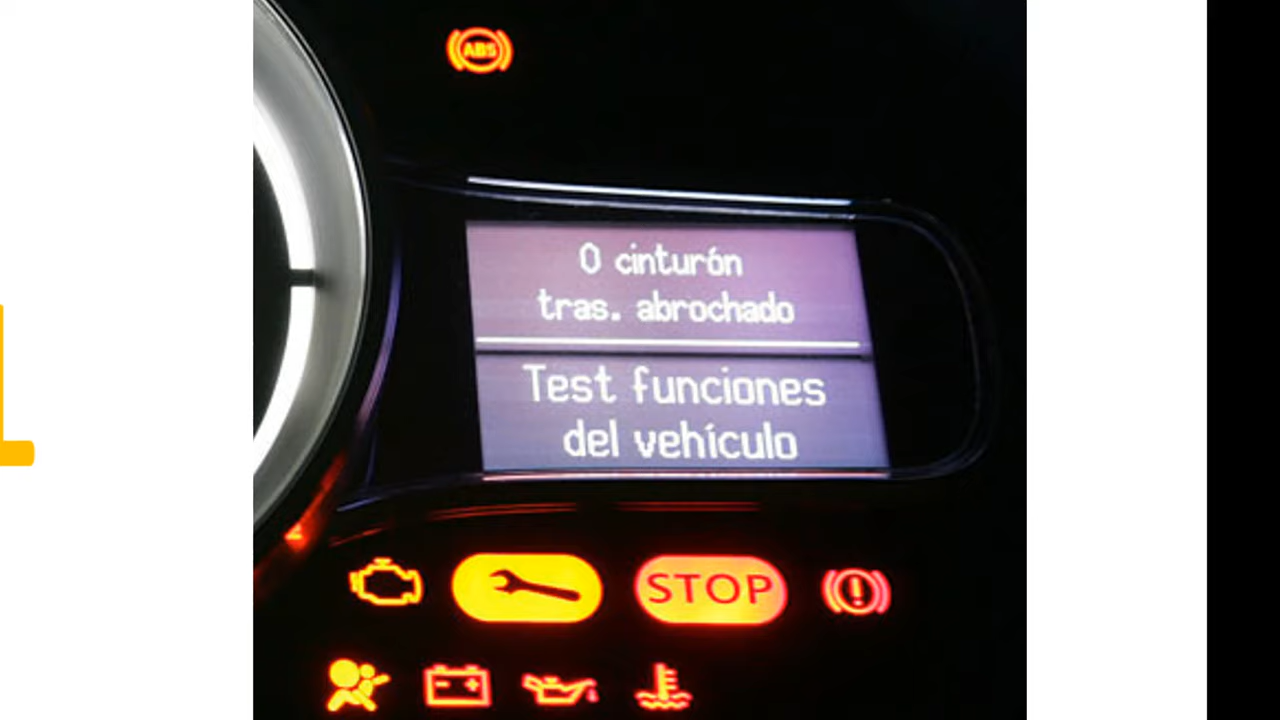 ABS
0 cinturón
tras. abrochado
Test funciones
del vehículo
STOP